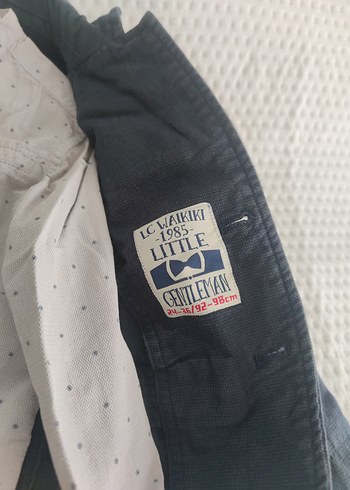 LC WAIKIKI
-1985-
LITTLE
GENTLEMAN
24-36/92-98cm